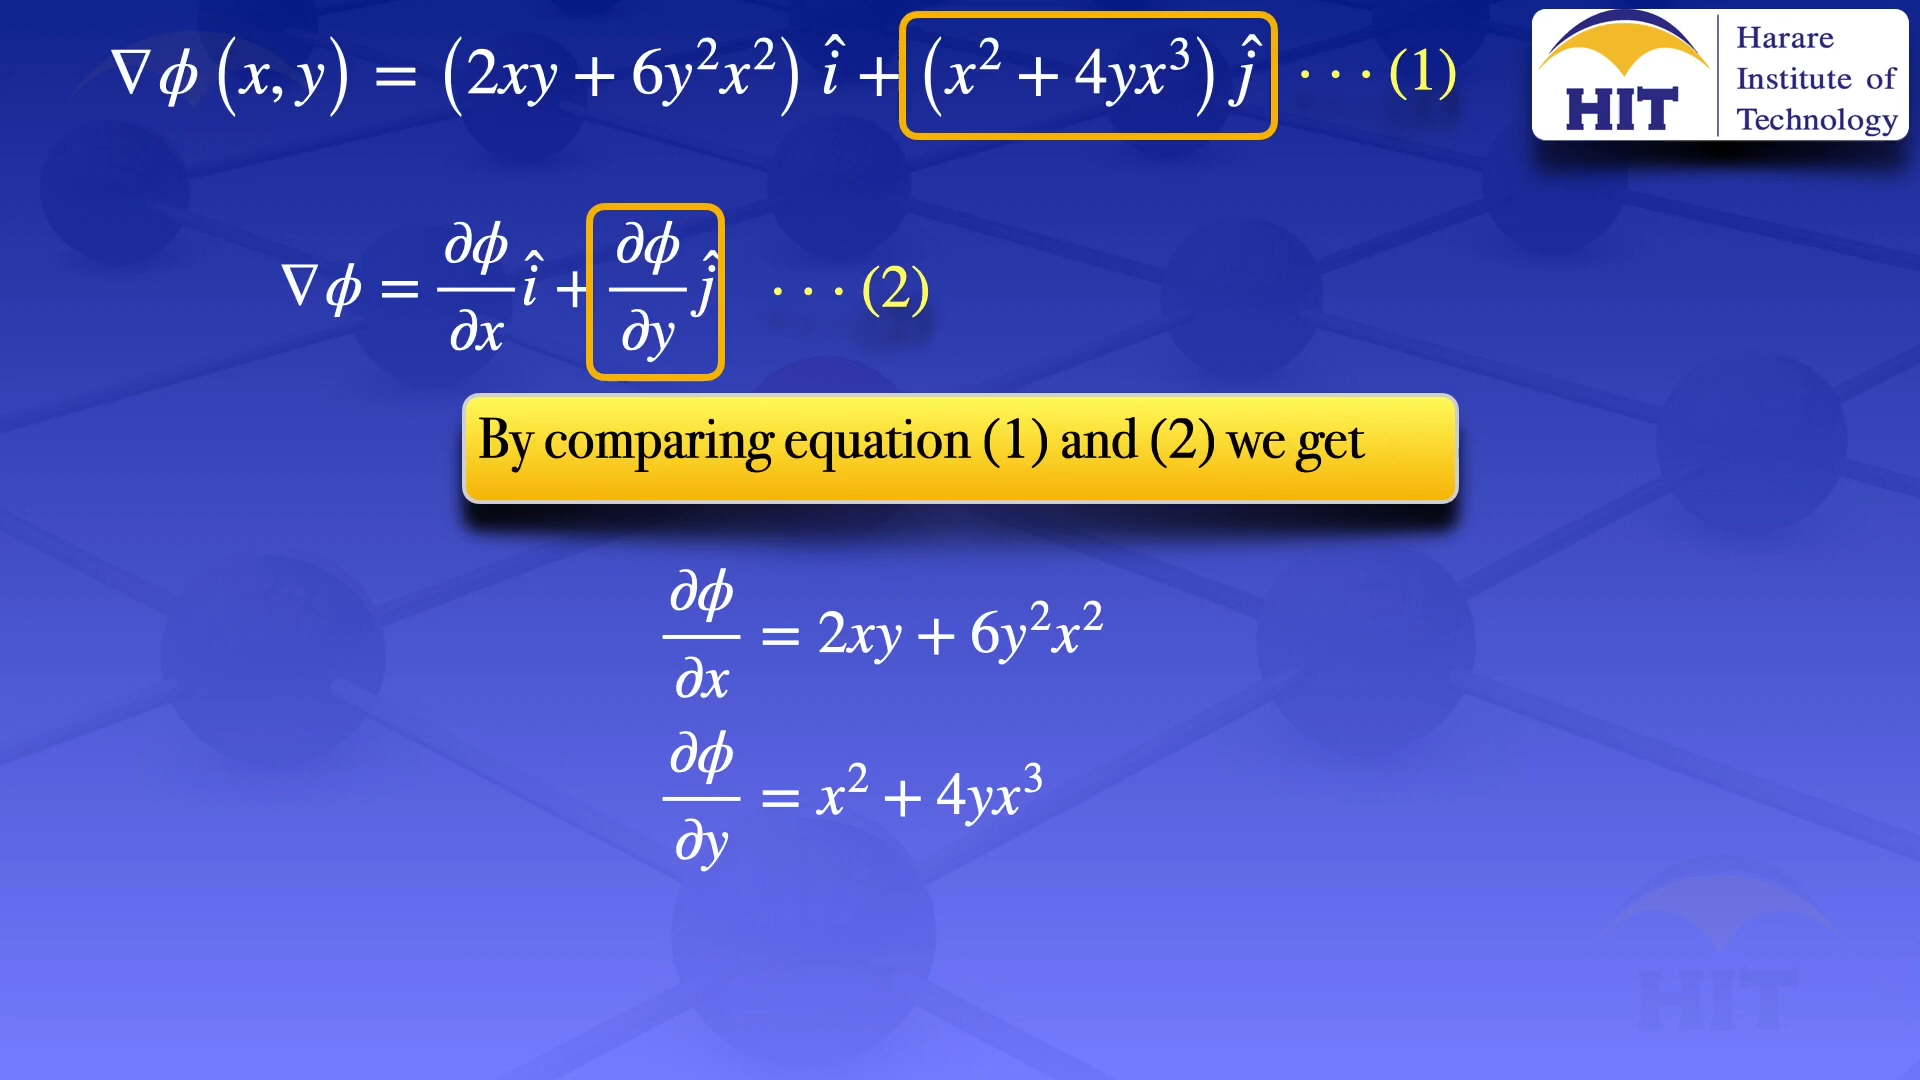 ∇ϕ (x, y) = (2xy + 6y²x²) î + (x² + 4yx³) ĵ · · · (1)
Harare
Institute of
Technology
HIT
∇ϕ = ∂ϕ/∂x î + ∂ϕ/∂y ĵ · · · (2)
By comparing equation (1) and (2) we get
∂ϕ/∂x = 2xy + 6y²x²
∂ϕ/∂y = x² + 4yx³
HIT